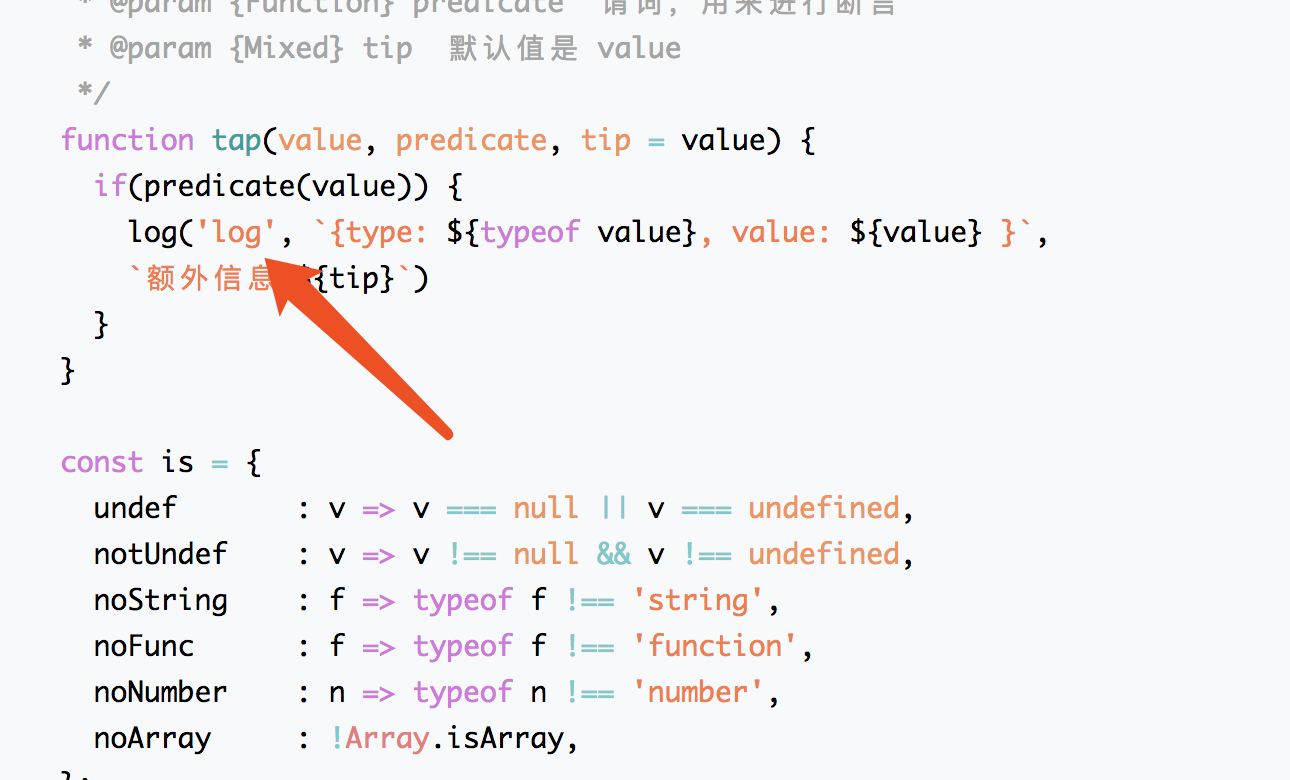 * @param {Function} predicate 谓词，用来进行断言
* @param {Mixed} tip 默认值是 value
*/
function tap(value, predicate, tip = value) {
if(predicate(value)) {
log('log', `{type: ${typeof value}, value: ${value} }`,
`额外信息 ${tip}`)
}
}
const is = {
undef : v => v === null || v === undefined,
notUndef : v => v !== null && v !== undefined,
noString : f => typeof f !== 'string',
noFunc : f => typeof f !== 'function',
noNumber : n => typeof n !== 'number',
noArray : !Array.isArray,
};